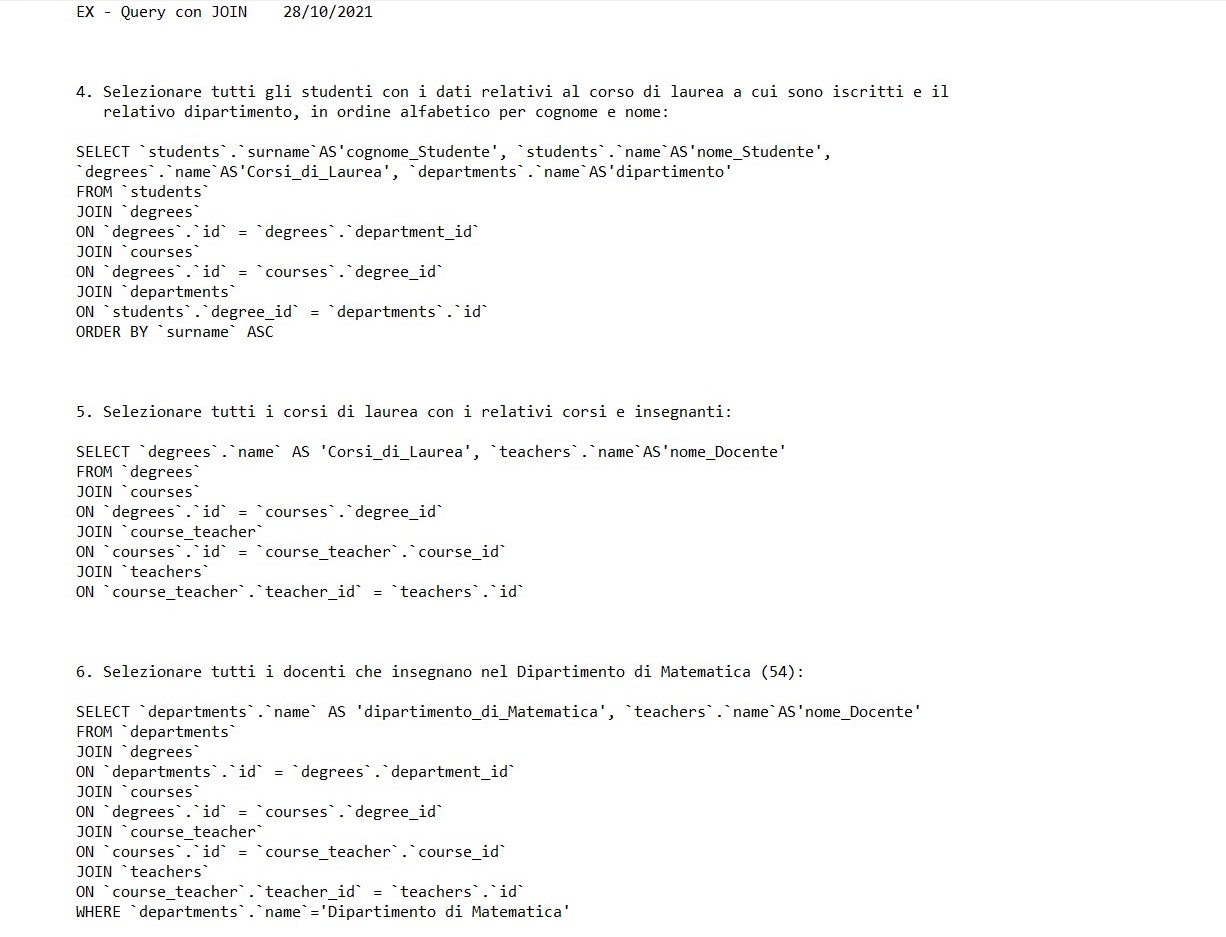 EX - Query con JOIN    28/10/2021
4. Selezionare tutti gli studenti con i dati relativi al corso di laurea a cui sono iscritti e il
relativo dipartimento, in ordine alfabetico per cognome e nome:
SELECT `students`.`surname`AS'cognome_Studente', `students`.`name`AS'nome_Studente',
`degrees`.`name`AS'Corsi_di_Laurea', `departments`.`name`AS'dipartimento'
FROM `students`
JOIN `degrees`
ON `degrees`.`id` = `degrees`.`department_id`
JOIN `courses`
ON `degrees`.`id` = `courses`.`degree_id`
JOIN `departments`
ON `students`.`degree_id` = `departments`.`id`
ORDER BY `surname` ASC
5. Selezionare tutti i corsi di laurea con i relativi corsi e insegnanti:
SELECT `degrees`.`name` AS 'Corsi_di_Laurea', `teachers`.`name`AS'nome_Docente'
FROM `degrees`
JOIN `courses`
ON `degrees`.`id` = `courses`.`degree_id`
JOIN `course_teacher`
ON `courses`.`id` = `course_teacher`.`course_id`
JOIN `teachers`
ON `course_teacher`.`teacher_id` = `teachers`.`id`
6. Selezionare tutti i docenti che insegnano nel Dipartimento di Matematica (54):
SELECT `departments`.`name` AS 'dipartimento_di_Matematica', `teachers`.`name`AS'nome_Docente'
FROM `departments`
JOIN `degrees`
ON `departments`.`id` = `degrees`.`department_id`
JOIN `courses`
ON `degrees`.`id` = `courses`.`degree_id`
JOIN `course_teacher`
ON `courses`.`id` = `course_teacher`.`course_id`
JOIN `teachers`
ON `course_teacher`.`teacher_id` = `teachers`.`id`
WHERE `departments`.`name`='Dipartimento di Matematica'